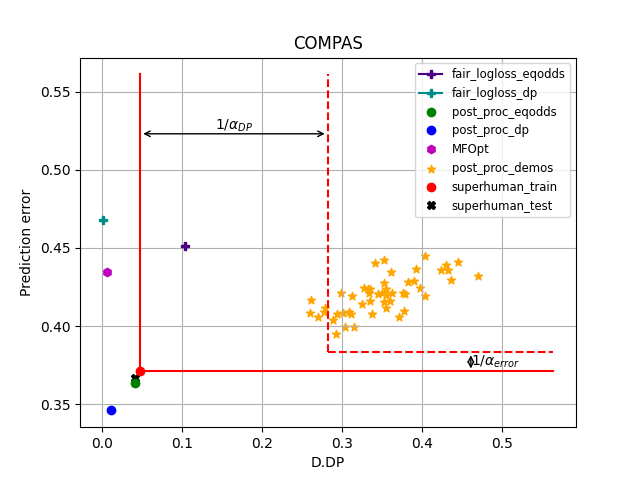 COMPAS
fair_logloss_eqodds
fair_logloss_dp
post_proc_eqodds
post_proc_dp
MFOpt
post_proc_demos
superhuman_train
superhuman_test
1/α_DP
1/α_error
Prediction error
0.55
0.50
0.45
0.40
0.35
0.0 0.1 0.2 0.3 0.4 0.5
D.DP